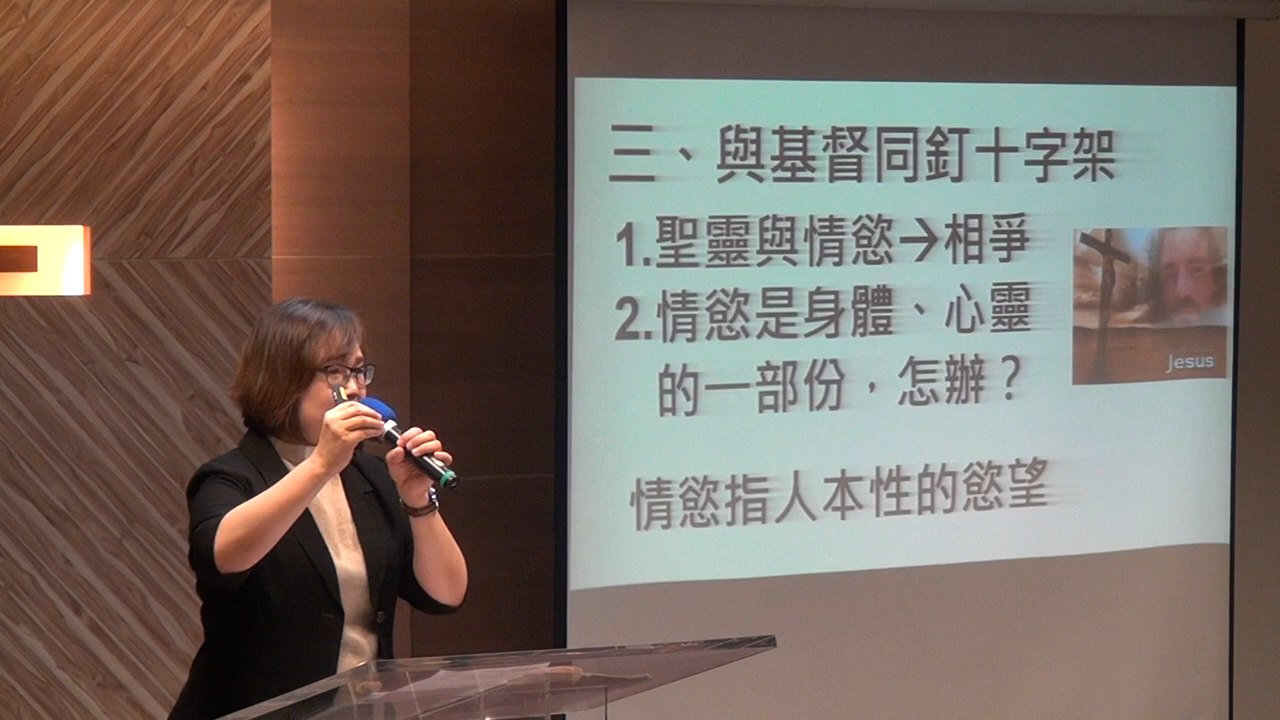 三、與基督同釘十字架
1.聖靈與情慾→相爭
2.情慾是身體、心靈
的一部份，怎辦？
Jesus
情慾指人本性的慾望